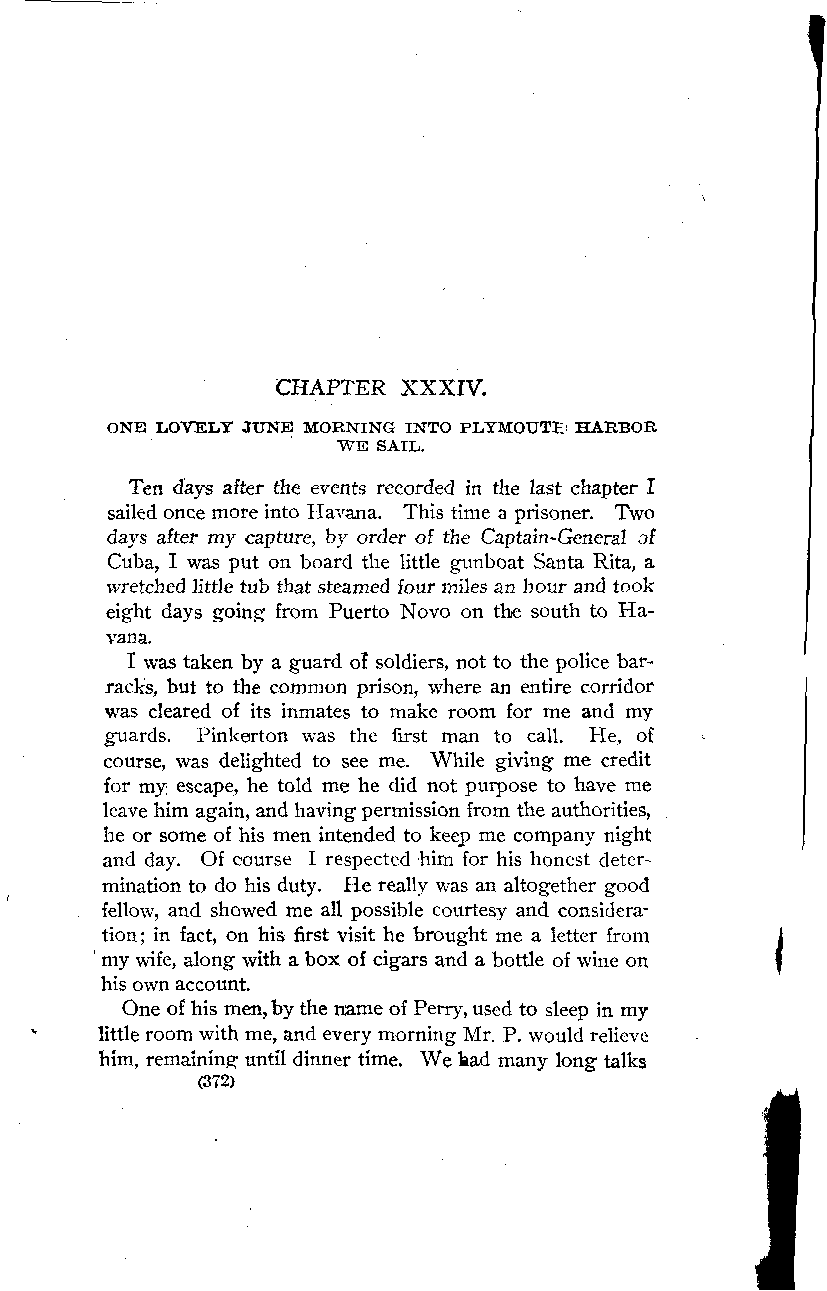 CHAPTER XXXIV.
ONE LOVELY JUNE MORNING INTO PLYMOUTH HARBOR
WE SAIL.
Ten days after the events recorded in the last chapter I
sailed once more into Havana. This time a prisoner. Two
days after my capture, by order of the Captain-General of
Cuba, I was put on board the little gunboat Santa Rita, a
wretched little tub that steamed four miles an hour and took
eight days going from Puerto Novo on the south to Ha-
vana.
I was taken by a guard of soldiers, not to the police bar-
racks, but to the common prison, where an entire corridor
was cleared of its inmates to make room for me and my
guards. Pinkerton was the first man to call. He, of
course, was delighted to see me. While giving me credit
for my escape, he told me he did not purpose to have me
leave him again, and having permission from the authorities,
he or some of his men intended to keep me company night
and day. Of course I respected him for his honest deter-
mination to do his duty. He really was an altogether good
fellow, and showed me all possible courtesy and considera-
tion; in fact, on his first visit he brought me a letter from
my wife, along with a box of cigars and a bottle of wine on
his own account.
One of his men, by the name of Perry, used to sleep in my
little room with me, and every morning Mr. P. would relieve
him, remaining until dinner time. We had many long talks
(372)